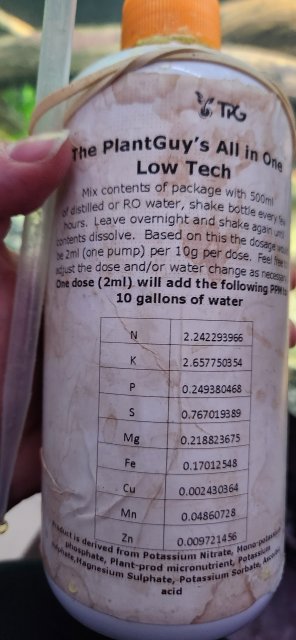 TPG
The PlantGuy's All in One
Low Tech
Mix contents of package with 500ml
of distilled or RO water, shake bottle every few
hours. Leave overnight and shake again until
contents dissolve. Based on this the dosage would
be 2ml (one pump) per 10g per dose. Feel free
adjust the dose and/or water change as necessary
One dose (2ml) will add the following PPM
10 gallons of water
N 2.242293966
K 2.657750354
P 0.249380468
S 0.767019389
Mg 0.218823675
Fe 0.17012548
Cu 0.002430364
Mn 0.04860728
Zn 0.009721456
Product is derived from Potassium Nitrate, Mono-potassium
phosphate, Plant-prod micronutrient, Potassium
Sulphate, Magnesium Sulphate, Potassium Sorbate, Ascorbic
acid